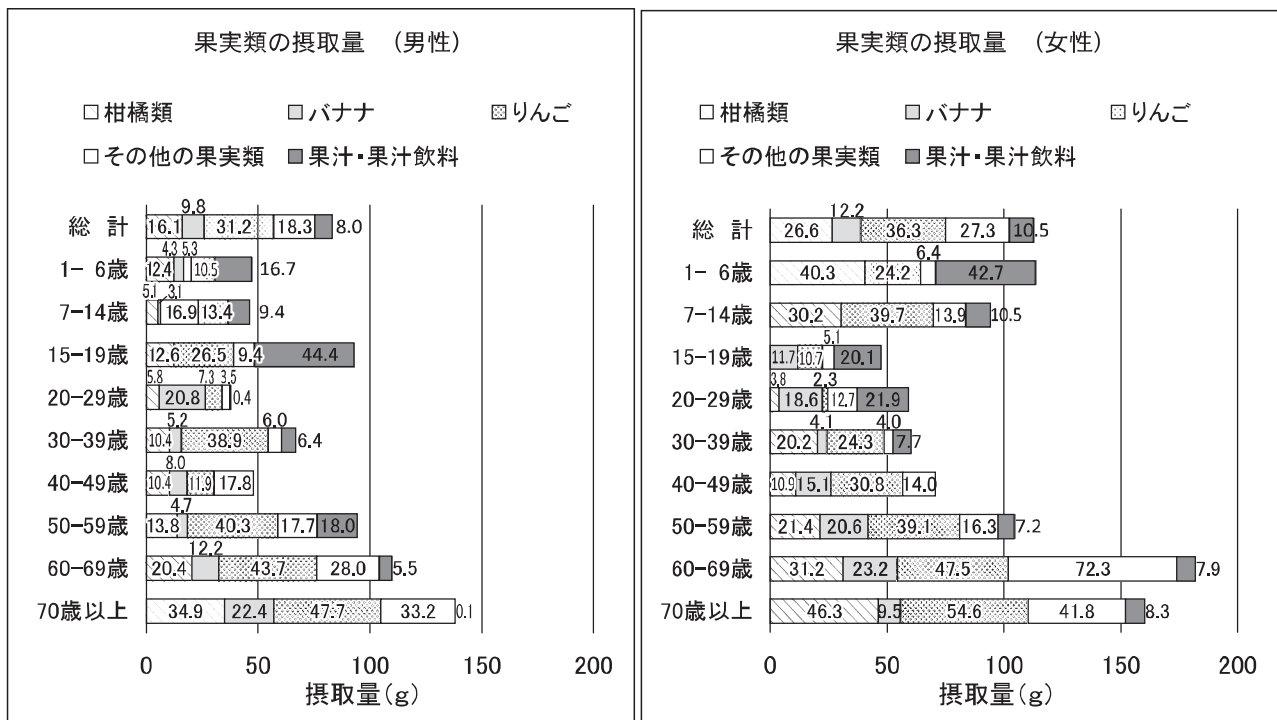 果実類の摂取量 (男性)
□柑橘類 □バナナ □りんご
□その他の果実類 ■果汁・果汁飲料
9.8
総 計 16.1 31.2 18.3 8.0
4.3 5.3
1- 6歳 12.4 10.5 16.7
5.1 3.1
7-14歳 16.9 13.4 9.4
15-19歳 12.6 26.5 9.4 44.4
5.8 7.3 3.5
20-29歳 20.8 0.4
5.2 6.0
30-39歳 10.4 38.9 6.4
8.0
40-49歳 10.4 11.9 17.8
4.7
50-59歳 13.8 40.3 17.7 18.0
12.2
60-69歳 20.4 43.7 28.0 5.5
70歳以上 34.9 22.4 47.7 33.2 0.1
0 50 100 150 200
摂取量(g)
果実類の摂取量 (女性)
□柑橘類 □バナナ □りんご
□その他の果実類 ■果汁・果汁飲料
12.2
総 計 26.6 36.3 27.3 10.5
6.4
1- 6歳 40.3 24.2 42.7
7-14歳 30.2 39.7 13.9 10.5
5.1
15-19歳 11.7 10.7 20.1
3.8 2.3
20-29歳 18.6 12.7 21.9
4.1 4.0
30-39歳 20.2 24.3 7.7
40-49歳 10.9 15.1 30.8 14.0
50-59歳 21.4 20.6 39.1 16.3 7.2
60-69歳 31.2 23.2 47.5 72.3 7.9
70歳以上 46.3 9.5 54.6 41.8 8.3
0 50 100 150 200
摂取量(g)